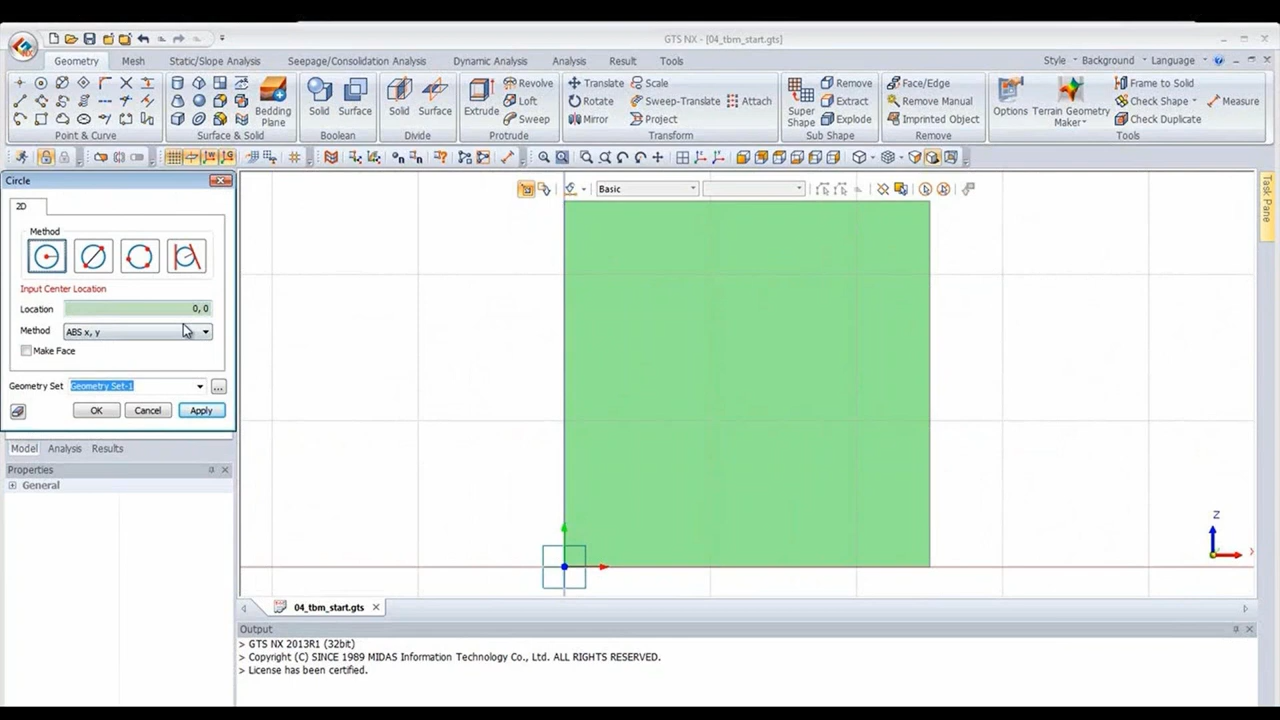 GTS NX - [04_tbm_start.gts]
Geometry Mesh Static/Slope Analysis Seepage/Consolidation Analysis Dynamic Analysis Analysis Result Tools Style Background Language
Revolve Translate Scale Remove Face/Edge Frame to Solid
Loft Rotate Sweep-Translate Attach Extract Remove Manual Check Shape Measure
Bedding Plane Solid Surface Solid Surface Extrude Sweep Mirror Project Super Shape Explode Imprinted Object Options Terrain Geometry Maker Check Duplicate
Point & Curve Surface & Solid Boolean Divide Protrude Transform Sub Shape Remove Tools
Circle
Basic
Task Pane
2D
Method
Input Center Location
Location 0, 0
Method ABS x, y
Make Face
Geometry Set Geometry Set-1 ...
OK Cancel Apply
Model Analysis Results
Properties
General
Z
X
04_tbm_start.gts
Output
> GTS NX 2013R1 (32bit)
> Copyright (C) SINCE 1989 MIDAS Information Technology Co., Ltd. ALL RIGHTS RESERVED.
> License has been certified.